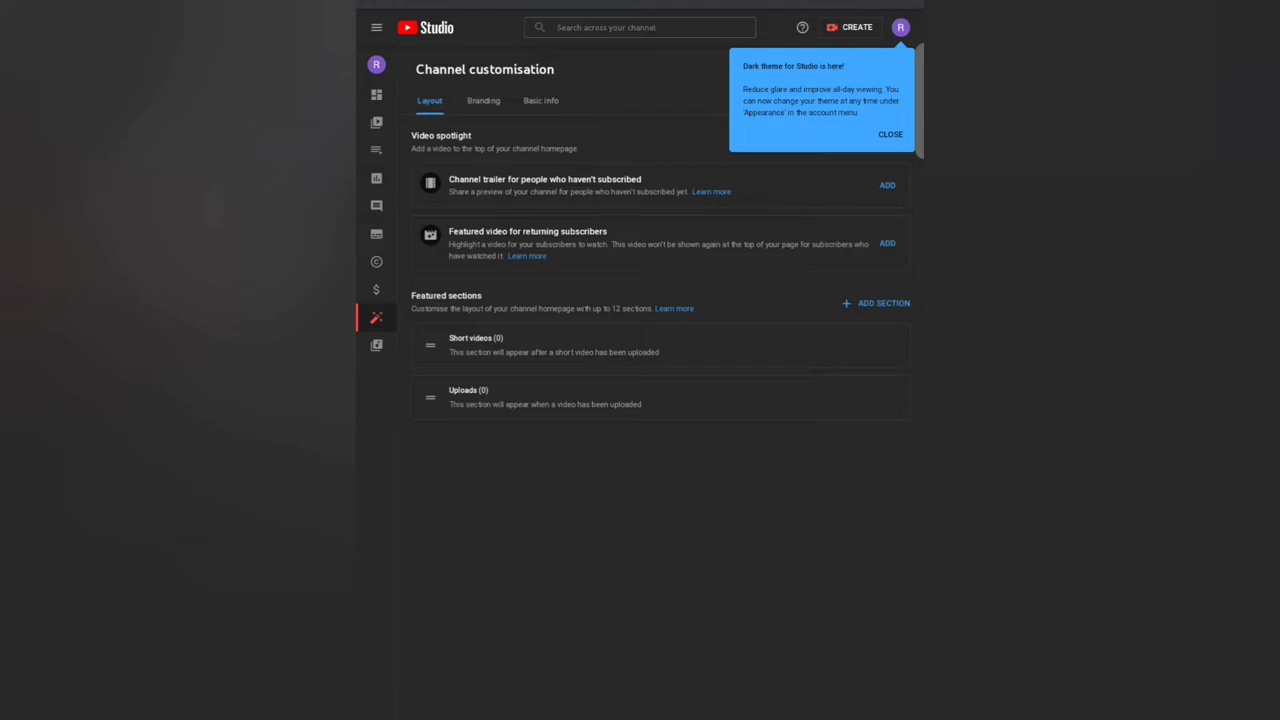 Studio
Search across your channel
CREATE
R
R
Channel customisation
Dark theme for Studio is here!
Reduce glare and improve all-day viewing. You
can now change your theme at any time under
'Appearance' in the account menu
CLOSE
Layout
Branding
Basic info
Video spotlight
Add a video to the top of your channel homepage.
Channel trailer for people who haven't subscribed
Share a preview of your channel for people who haven't subscribed yet. Learn more
ADD
Featured video for returning subscribers
Highlight a video for your subscribers to watch. This video won't be shown again at the top of your page for subscribers who
have watched it. Learn more
ADD
Featured sections
Customise the layout of your channel homepage with up to 12 sections. Learn more
+ ADD SECTION
Short videos (0)
This section will appear after a short video has been uploaded
Uploads (0)
This section will appear when a video has been uploaded